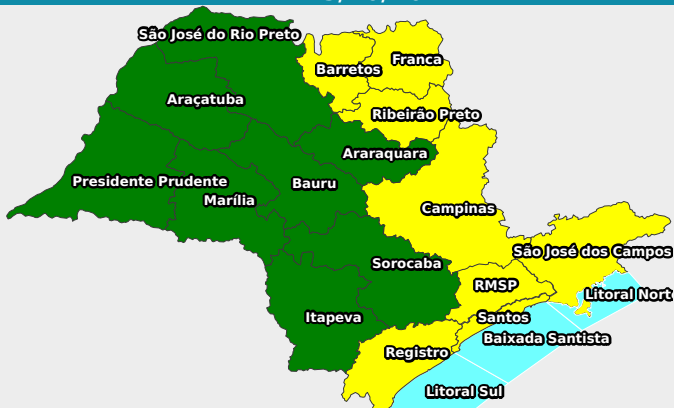 São José do Rio Preto
Franca
Barretos
Araçatuba
Ribeirão Preto
Araraquara
Presidente Prudente
Bauru
Marília
Campinas
São José dos Campos
Sorocaba
RMSP
Litoral Nort
Itapeva
Santos
Baixada Santista
Registro
Litoral Sul